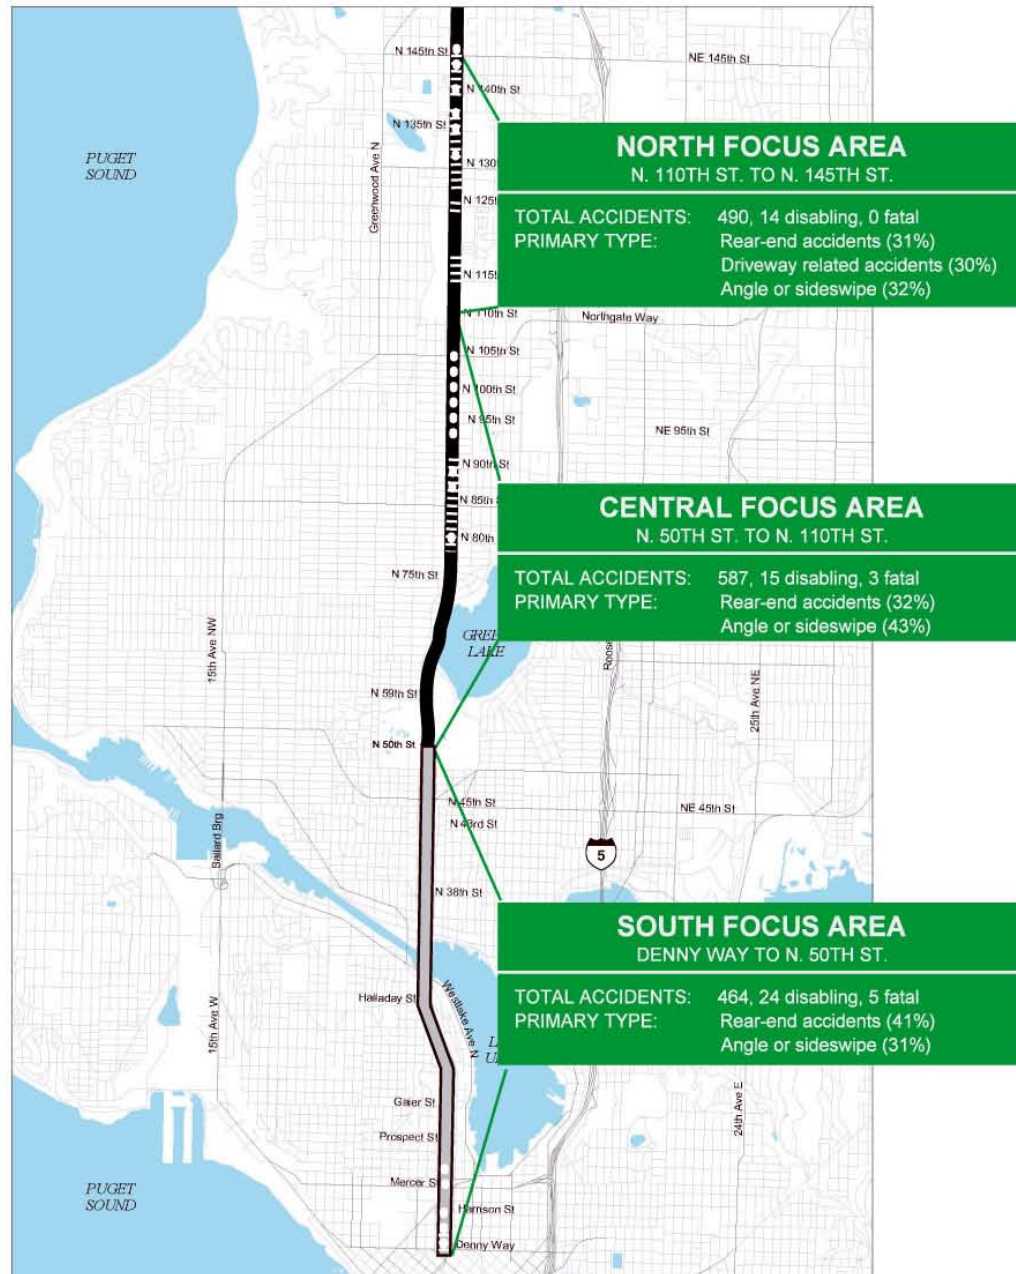 N 145th St
NE 145th St
N 140th St
N 135th St
PUGET
SOUND
Greenwood Ave N
N 130
N 125t
N 115t
NORTH FOCUS AREA
N. 110TH ST. TO N. 145TH ST.
TOTAL ACCIDENTS: 490, 14 disabling, 0 fatal
PRIMARY TYPE: Rear-end accidents (31%)
Driveway related accidents (30%)
Angle or sideswipe (32%)
N 110th St
Northgate Way
N 105th St
N 100th St
N 95th St
NE 95th St
N 90th St
N 85th
N 80th
N 75th St
CENTRAL FOCUS AREA
N. 50TH ST. TO N. 110TH ST.
TOTAL ACCIDENTS: 587, 15 disabling, 3 fatal
PRIMARY TYPE: Rear-end accidents (32%)
Angle or sideswipe (43%)
15th Ave NW
GREE
LAKE
Roose
25th Ave NE
N 59th St
N 50th St
N 45th St
NE 45th St
N 43rd St
Ballard Brg
5
N 38th St
Halladay St
Westlake Ave N
15th Ave W
L
U
SOUTH FOCUS AREA
DENNY WAY TO N. 50TH ST.
TOTAL ACCIDENTS: 464, 24 disabling, 5 fatal
PRIMARY TYPE: Rear-end accidents (41%)
Angle or sideswipe (31%)
24th Ave E
Galer St
Prospect St
Mercer S
PUGET
SOUND
Harrison St
Denny Way